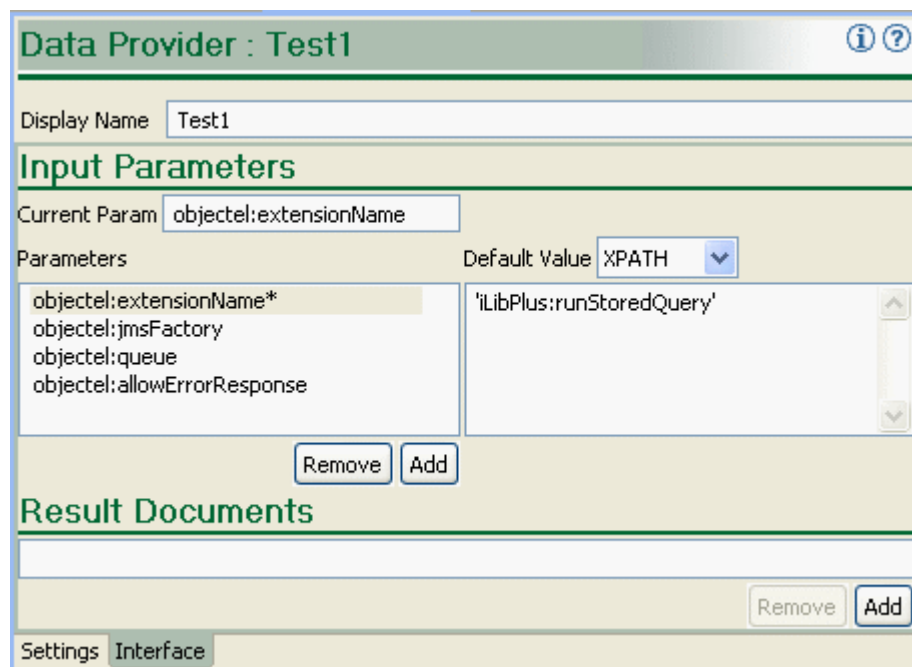 Data Provider : Test1
Display Name Test1
Input Parameters
Current Param objectel:extensionName
Parameters Default Value XPATH
objectel:extensionName* 'iLibPlus:runStoredQuery'
objectel:jmsFactory
objectel:queue
objectel:allowErrorResponse
Remove Add
Result Documents
Remove Add
Settings Interface